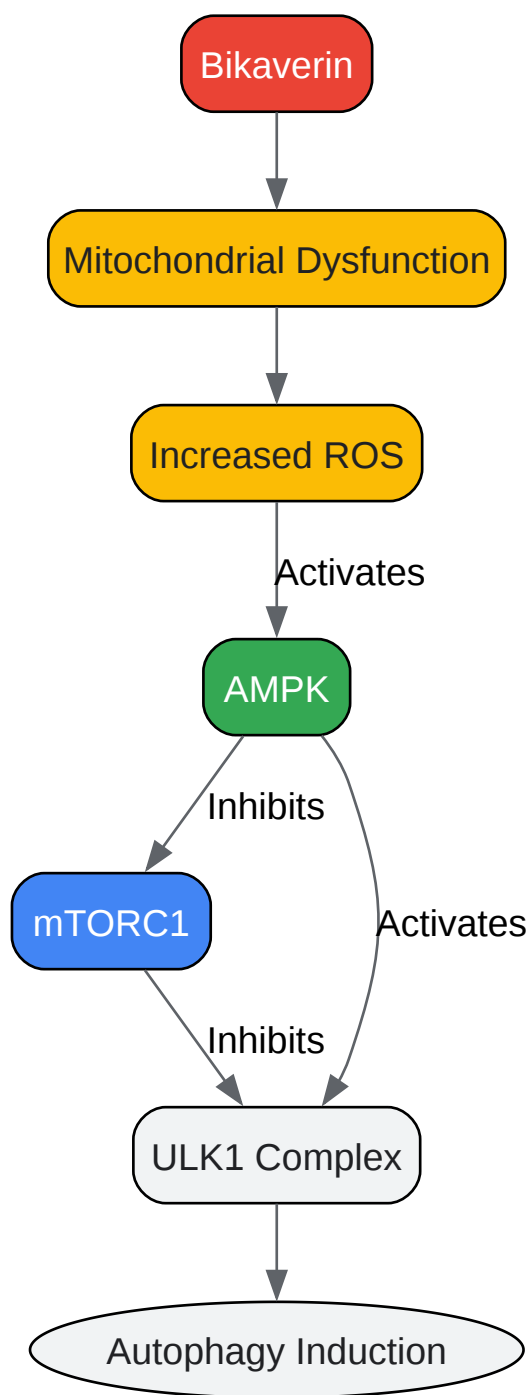 Bikaverin
Mitochondrial Dysfunction
Increased ROS
Activates
AMPK
Inhibits
mTORC1
Activates
Inhibits
ULK1 Complex
Autophagy Induction